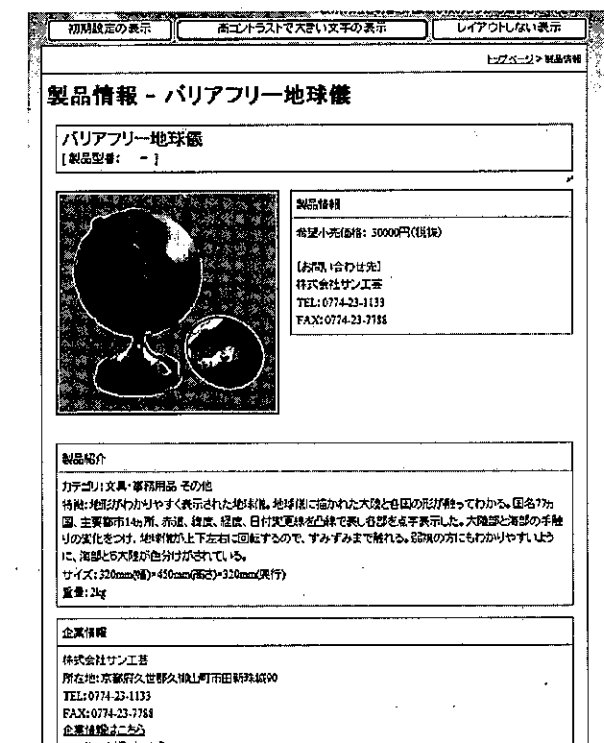 初期設定の表示 高コントラストで大きい文字の表示 レイアウトしない表示
トップページ > 製品情報
製品情報 - バリアフリー地球儀
バリアフリー地球儀
[製品型番: - ]
製品情報
希望小売価格: 30000円(税抜)
【お問い合わせ先】
株式会社サン工芸
TEL: 0774-23-1133
FAX: 0774-23-7788
製品紹介
カテゴリ: 文具・事務用品 その他
特徴: 地形がわかりやすく表示された地球儀。地球儀に描かれた大陸と各国の形が触ってわかる。国名77カ
国、主要都市14カ所、赤道、緯度、経度、日付変更線を凸線で表し各部を点字表示した。大陸部と海部の手触
りの変化をつけ、地球儀が上下左右に回転するので、すみずみまで触れる。弱視の方にもわかりやすいよう
に、海部と5大陸が色分けがされている。
サイズ: 320mm(幅)×450mm(高さ)×320mm(奥行)
重量: 2kg
企業情報
株式会社サン工芸
所在地: 京都府久世郡久御山町市田新珠城90
TEL: 0774-23-1133
FAX: 0774-23-7788
企業情報はこちら